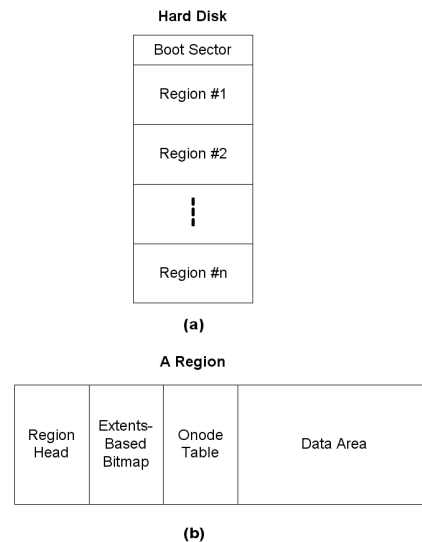 Hard Disk
Boot Sector
Region #1
Region #2
Region #n
(a)
A Region
Region
Head
Extents-
Based
Bitmap
Onode
Table
Data Area
(b)